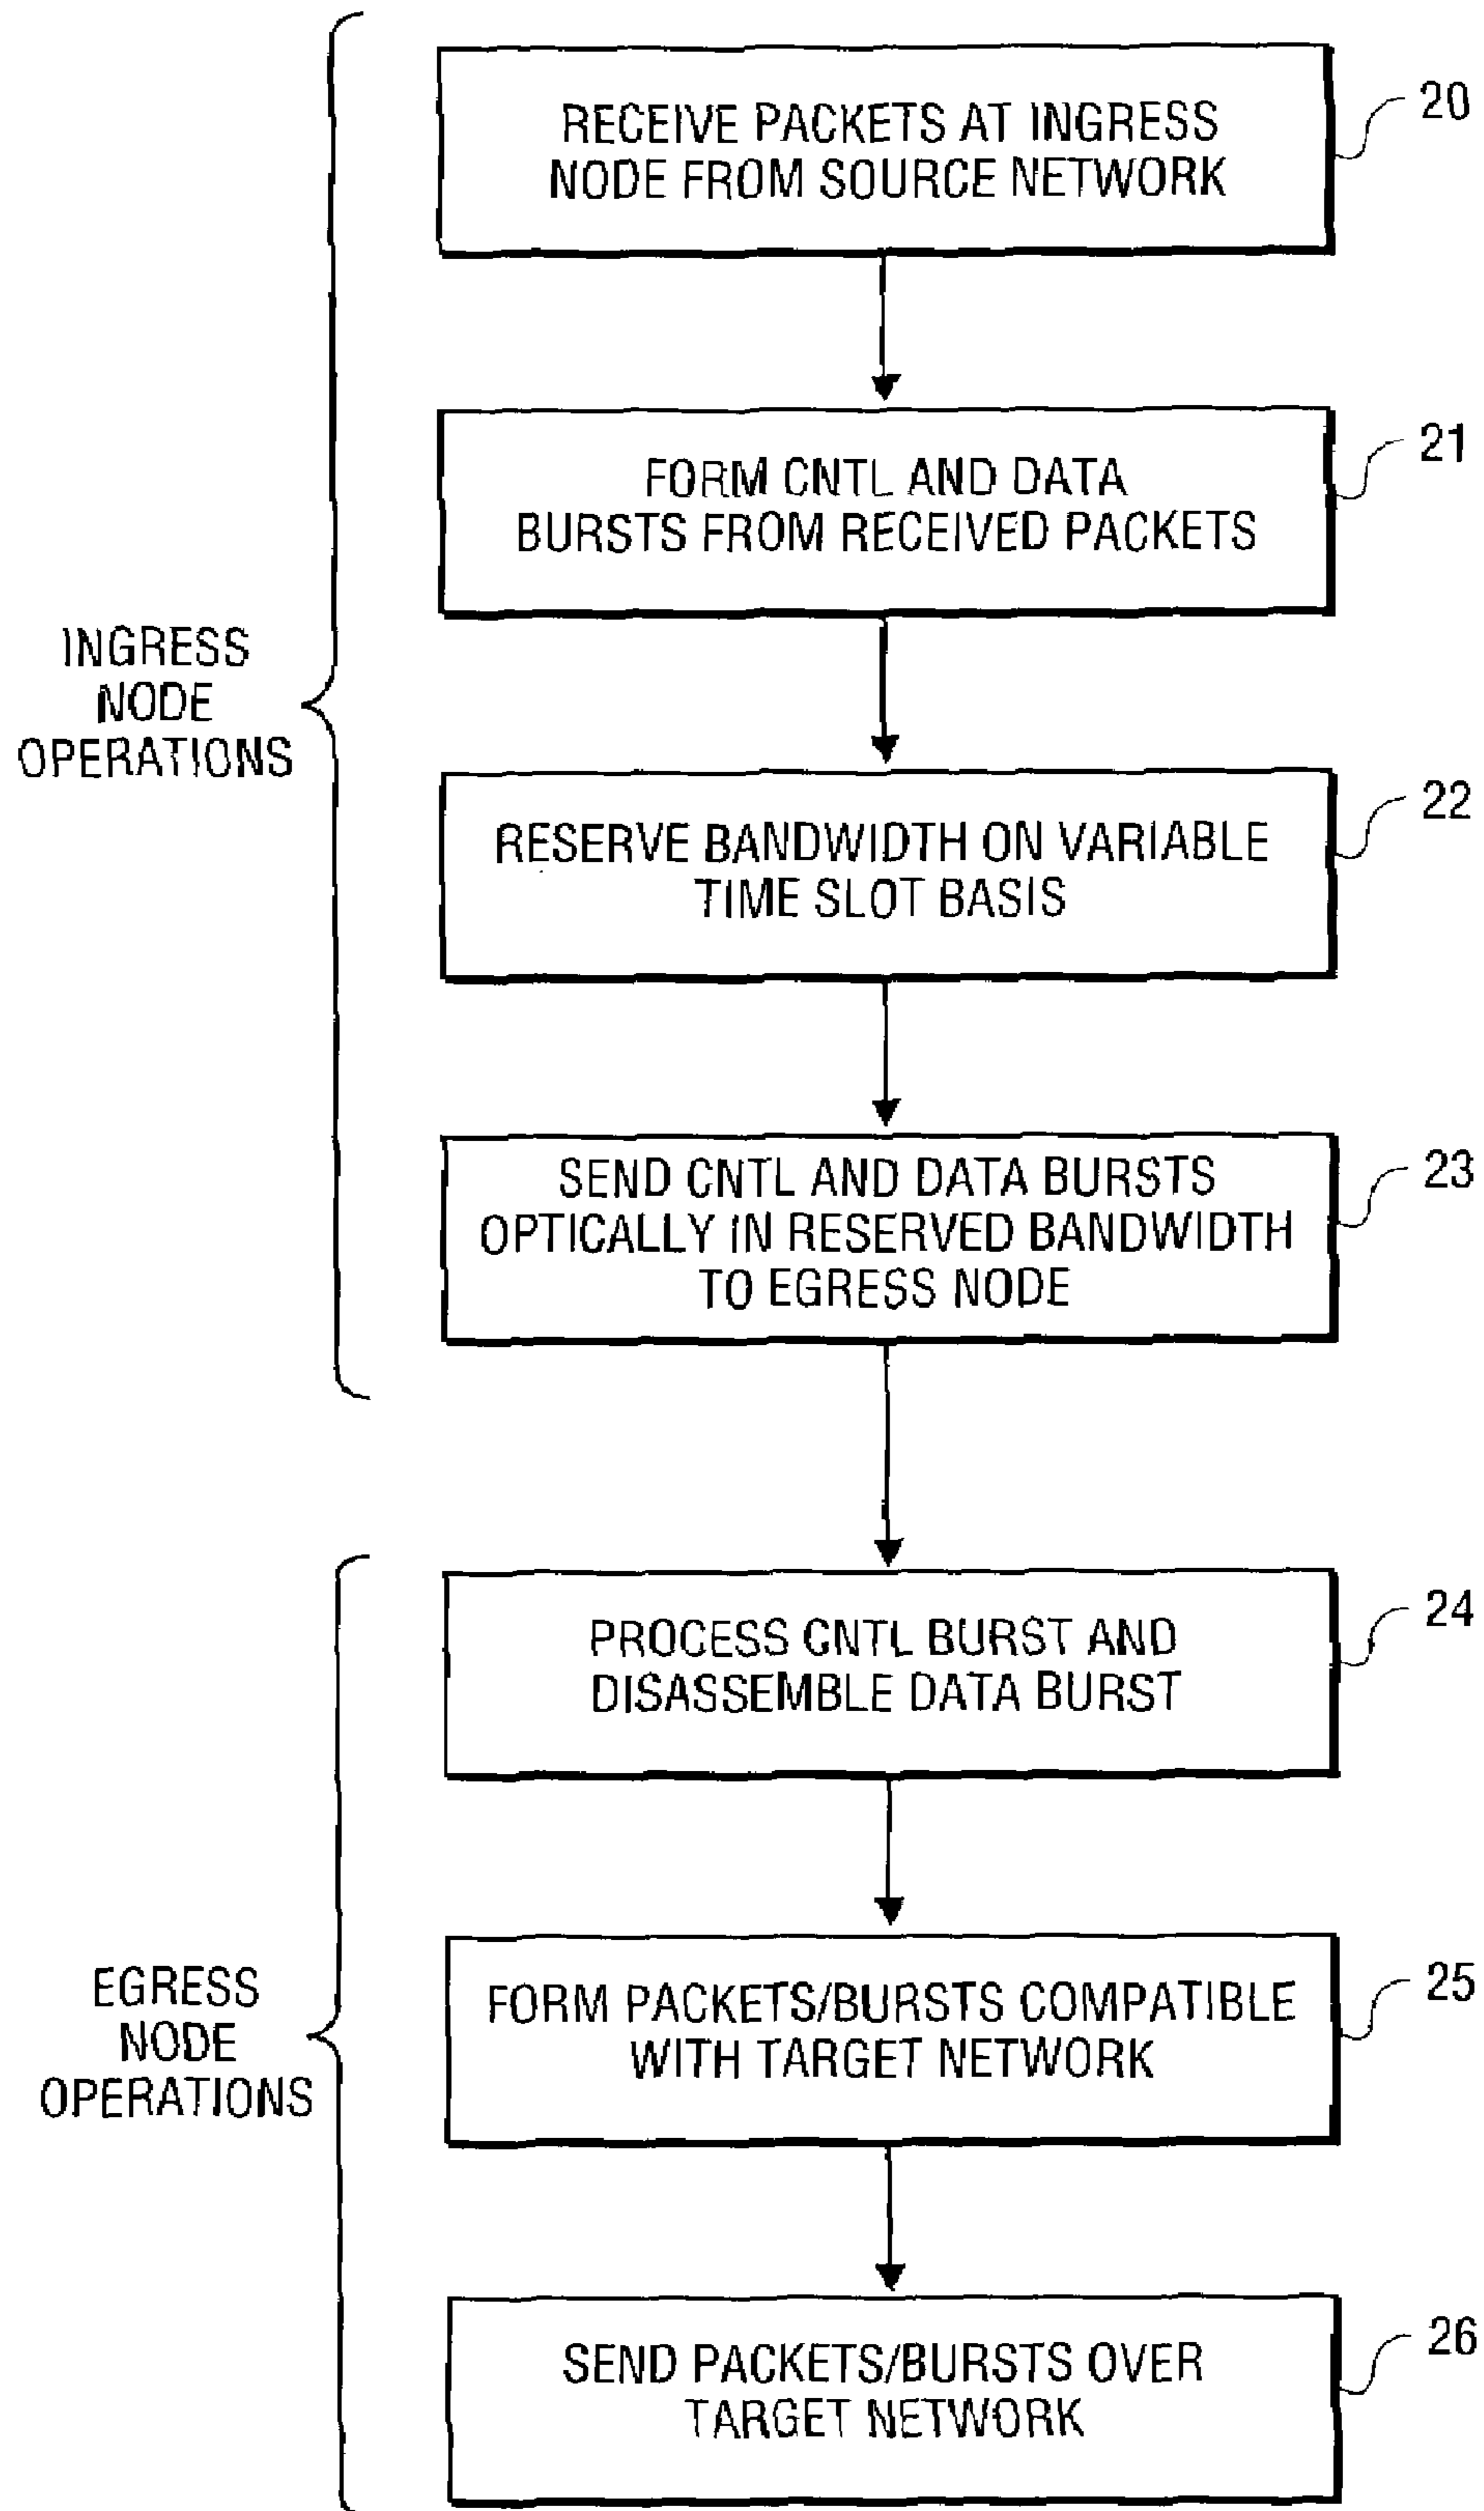 RECEIVE PACKETS AT INGRESS
NODE FROM SOURCE NETWORK
20
FORM CNTL AND DATA
BURSTS FROM RECEIVED PACKETS
21
INGRESS
NODE
OPERATIONS
RESERVE BANDWIDTH ON VARIABLE
TIME SLOT BASIS
22
SEND CNTL AND DATA BURSTS
OPTICALLY IN RESERVED BANDWIDTH
TO EGRESS NODE
23
PROCESS CNTL BURST AND
DISASSEMBLE DATA BURST
24
EGRESS
NODE
OPERATIONS
FORM PACKETS/BURSTS COMPATIBLE
WITH TARGET NETWORK
25
SEND PACKETS/BURSTS OVER
TARGET NETWORK
26